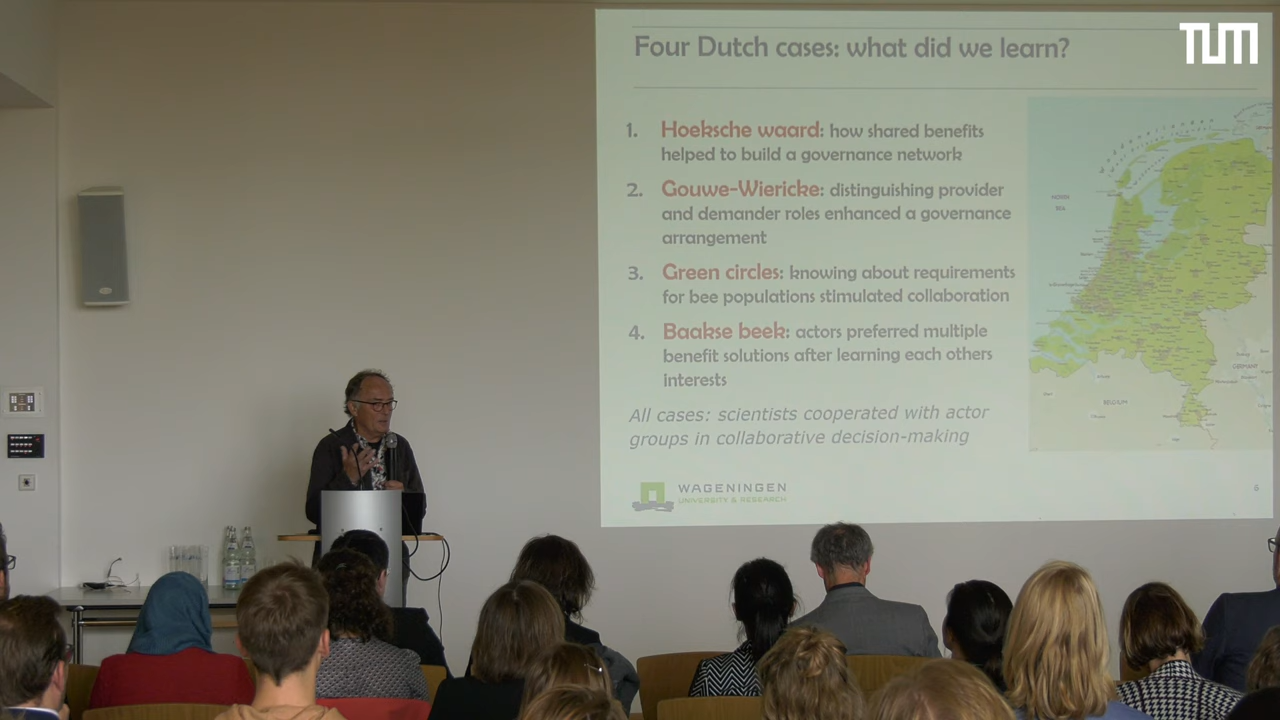 Four Dutch cases: what did we learn?
TUM
1. Hoeksche waard: how shared benefits
helped to build a governance network
2. Gouwe-Wiericke: distinguishing provider
and demander roles enhanced a governance
arrangement
3. Green circles: knowing about requirements
for bee populations stimulated collaboration
4. Baakse beek: actors preferred multiple
benefit solutions after learning each others
interests
All cases: scientists cooperated with actor
groups in collaborative decision-making
WAGENINGEN
UNIVERSITY & RESEARCH
6
BELGIUM
GERMANY